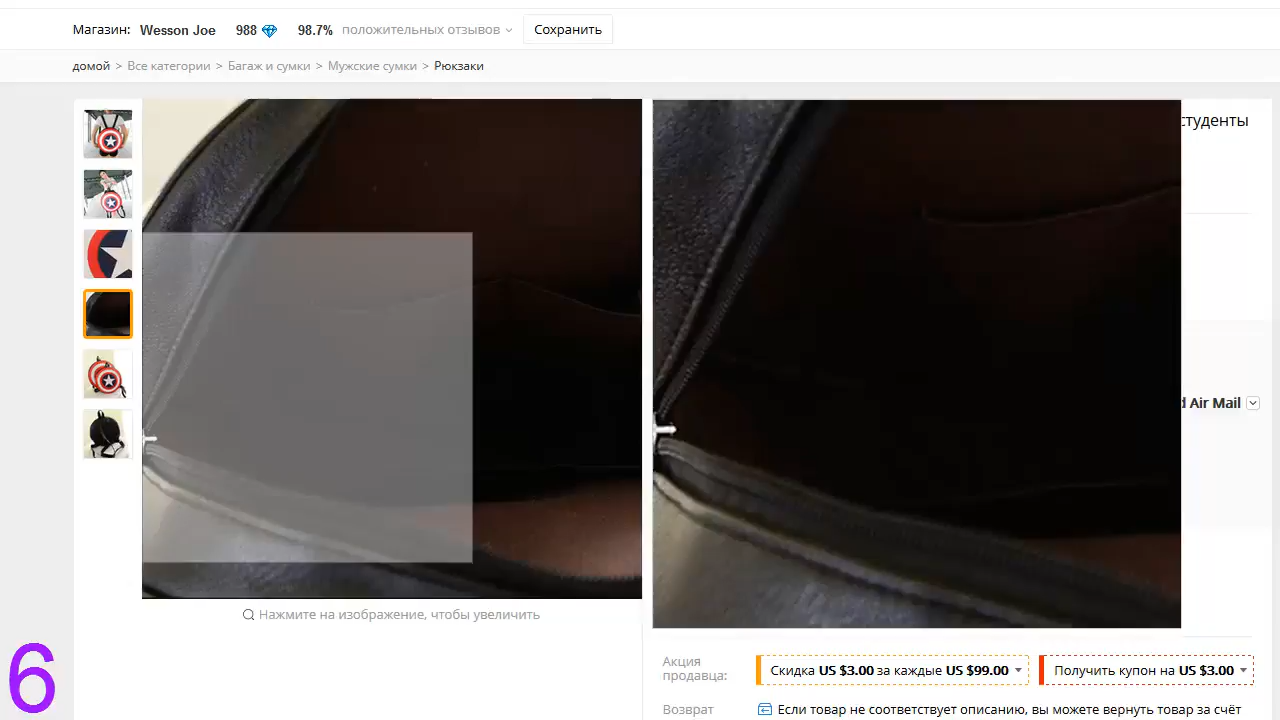 Магазин: Wesson Joe 988 98.7% положительных отзывов Сохранить
домой > Все категории > Багаж и сумки > Мужские сумки > Рюкзаки
студенты
d Air Mail
Нажмите на изображение, чтобы увеличить
Акция продавца: Скидка US $3.00 за каждые US $99.00 Получить купон на US $3.00
Возврат Если товар не соответствует описанию, вы можете вернуть товар за счёт
6